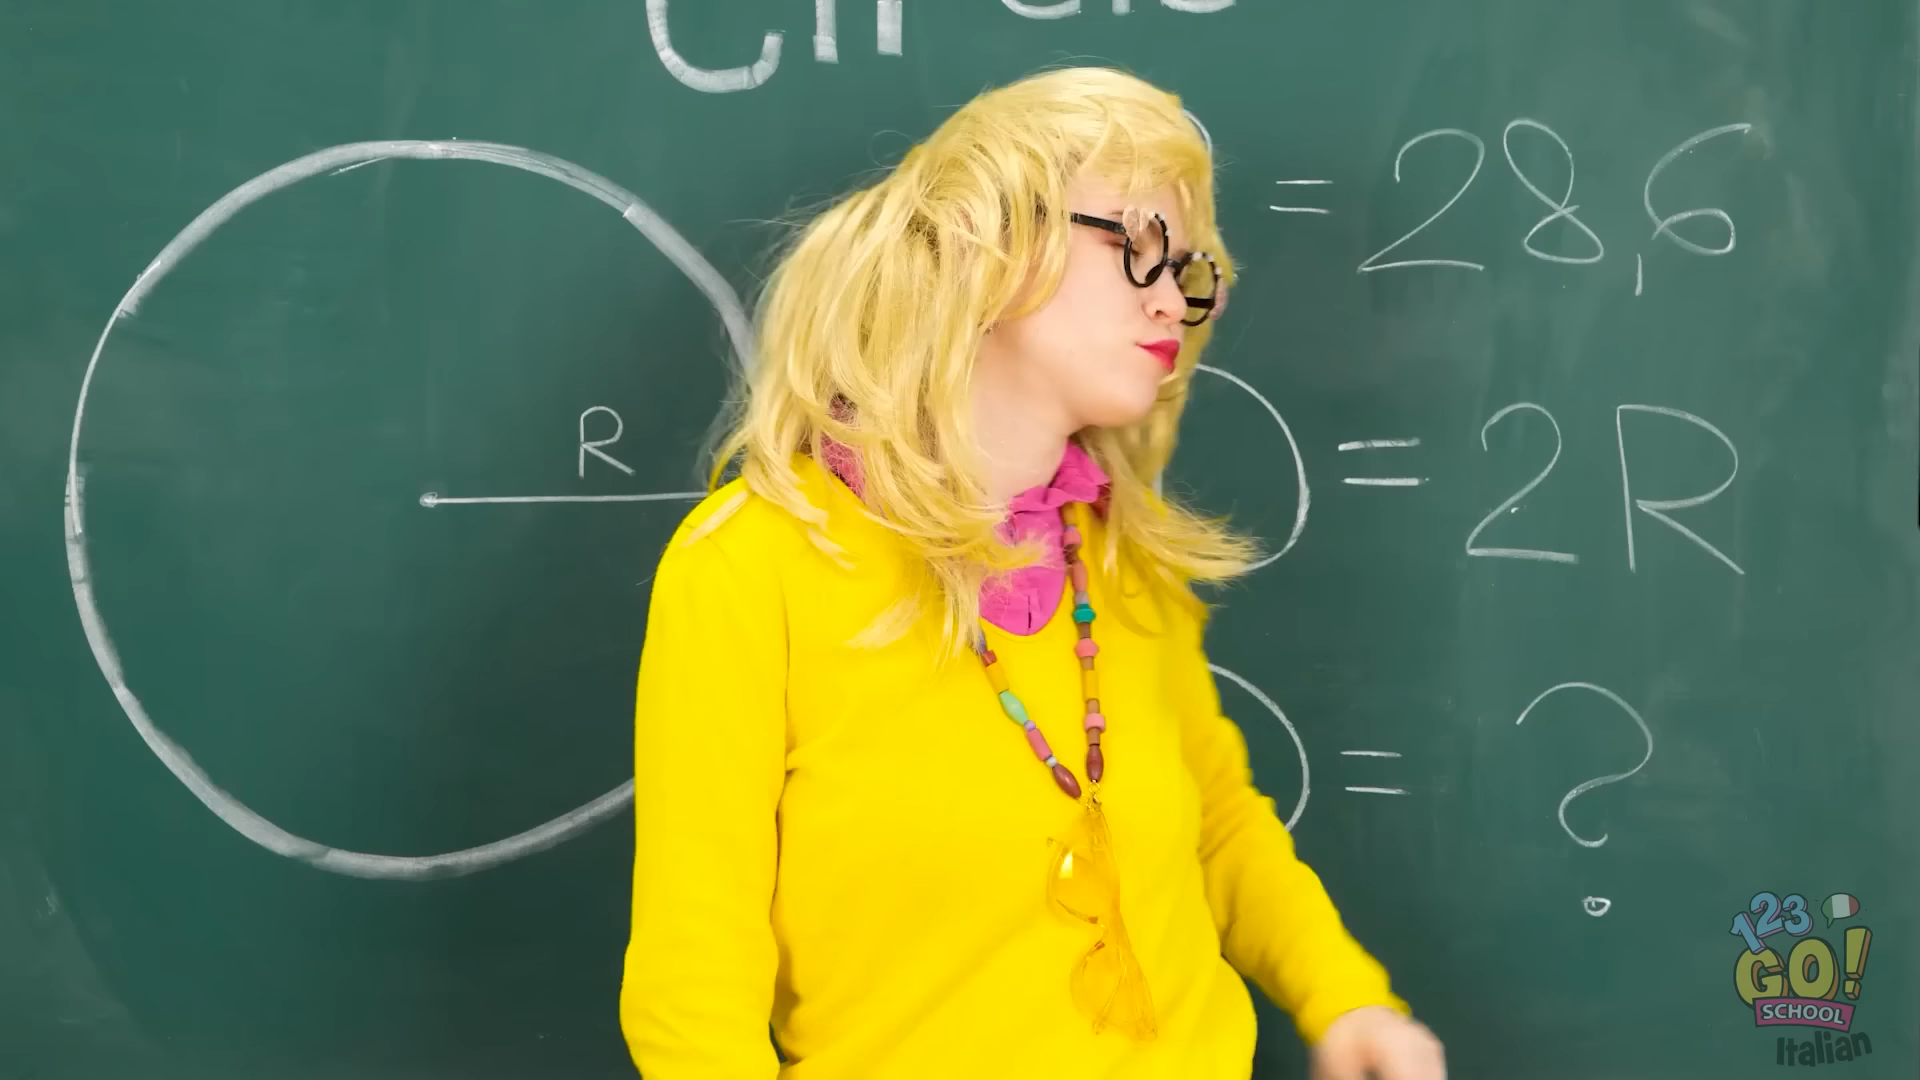 = 28,6
R
= 2R
= ?
123
GO!
SCHOOL
Italian